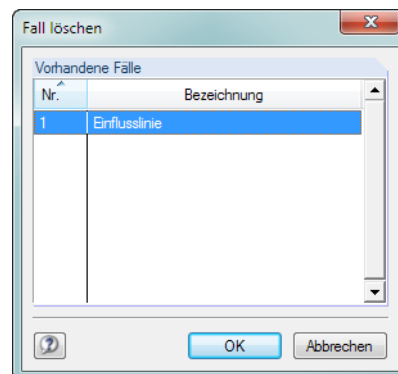 Fall löschen
Vorhandene Fälle
Nr. Bezeichnung
1 Einflusslinie
OK Abbrechen